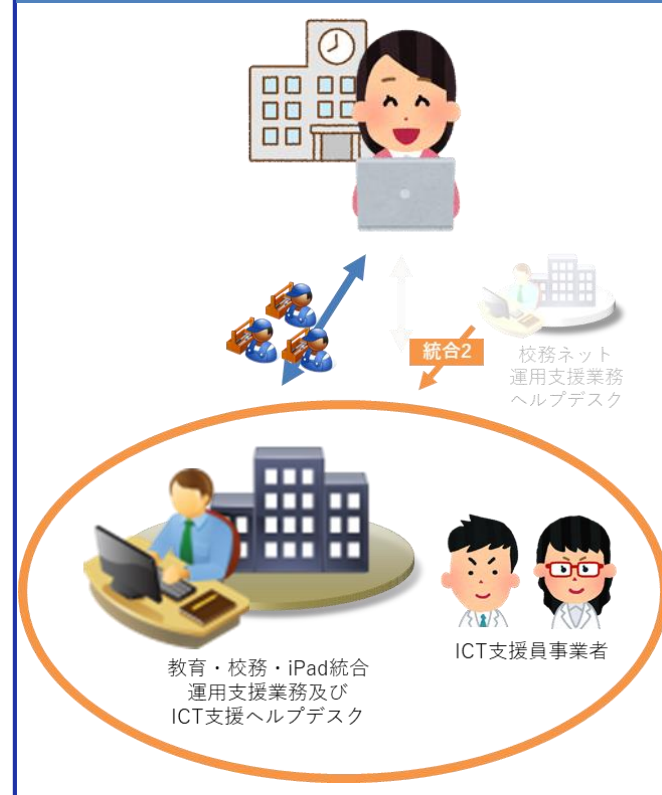 統合2
校務ネット
運用支援業務
ヘルプデスク
教育・校務・iPad統合
運用支援業務及び
ICT支援ヘルプデスク
ICT支援員事業者